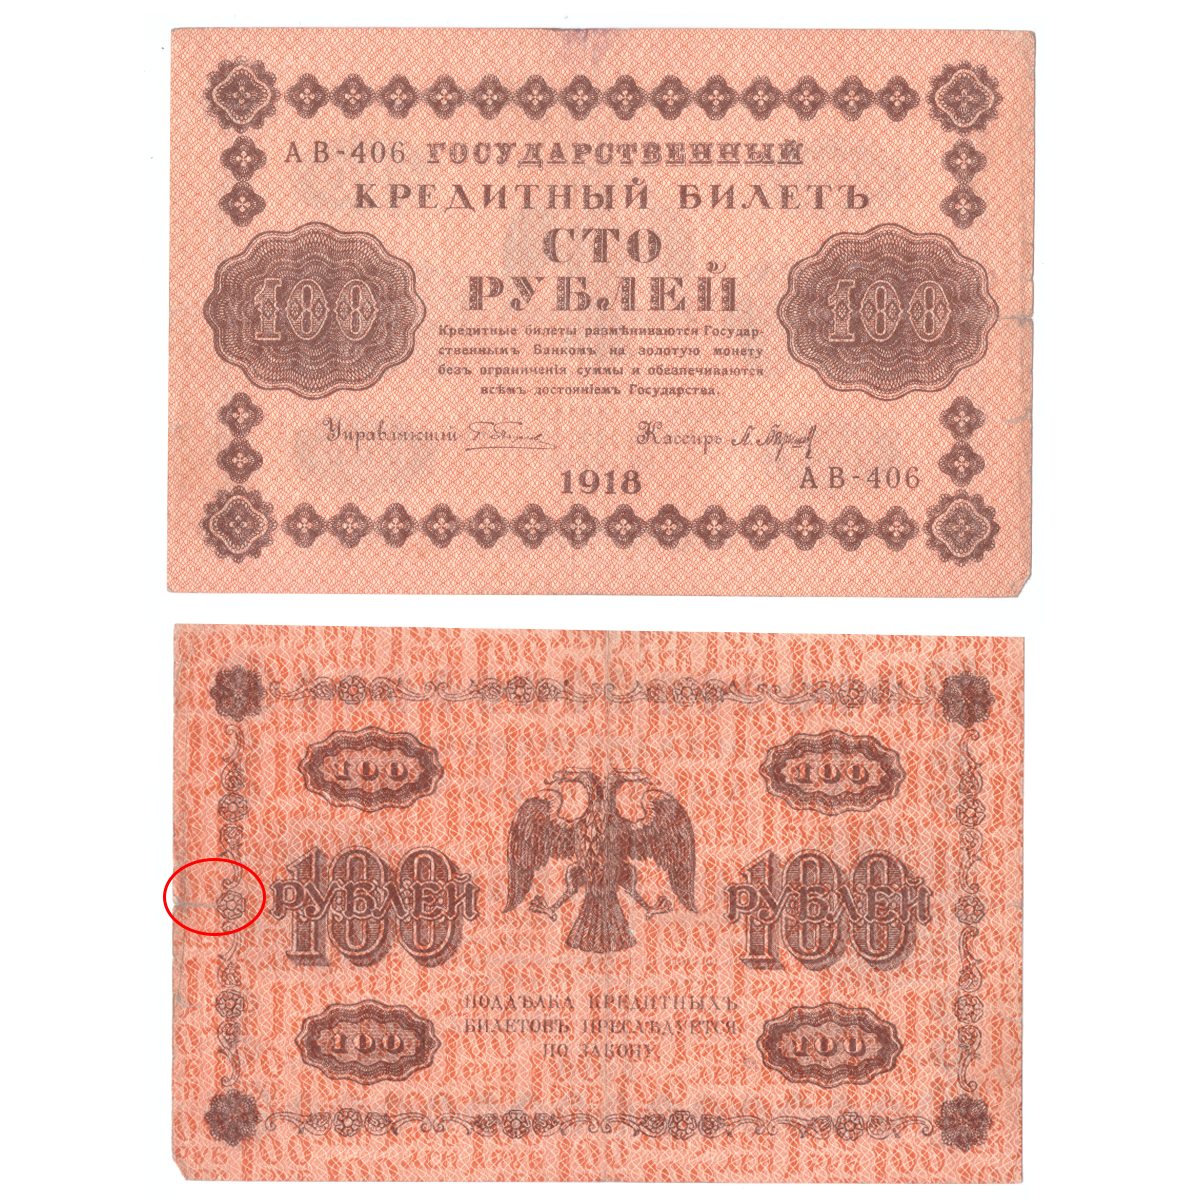 АВ-406 ГОСУДАРСТВЕННЫЙ
КРЕДИТНЫЙ БИЛЕТЪ
СТО
РУБЛЕЙ
100
100
Кредитные билеты размѣниваются Государ-
ственнымъ Банкомъ на золотую монету
безъ ограниченія суммы и обезпечиваются
всѣмъ достояніемъ Государства.
Управляющій
Кассиръ
1918
АВ-406
100
100
100
РУБЛЕЙ
100
РУБЛЕЙ
ПОДДѢЛКА КРЕДИТНЫХЪ
БИЛЕТОВЪ ПРЕСЛѢДУЕТСЯ
ПО ЗАКОНУ.
100
100